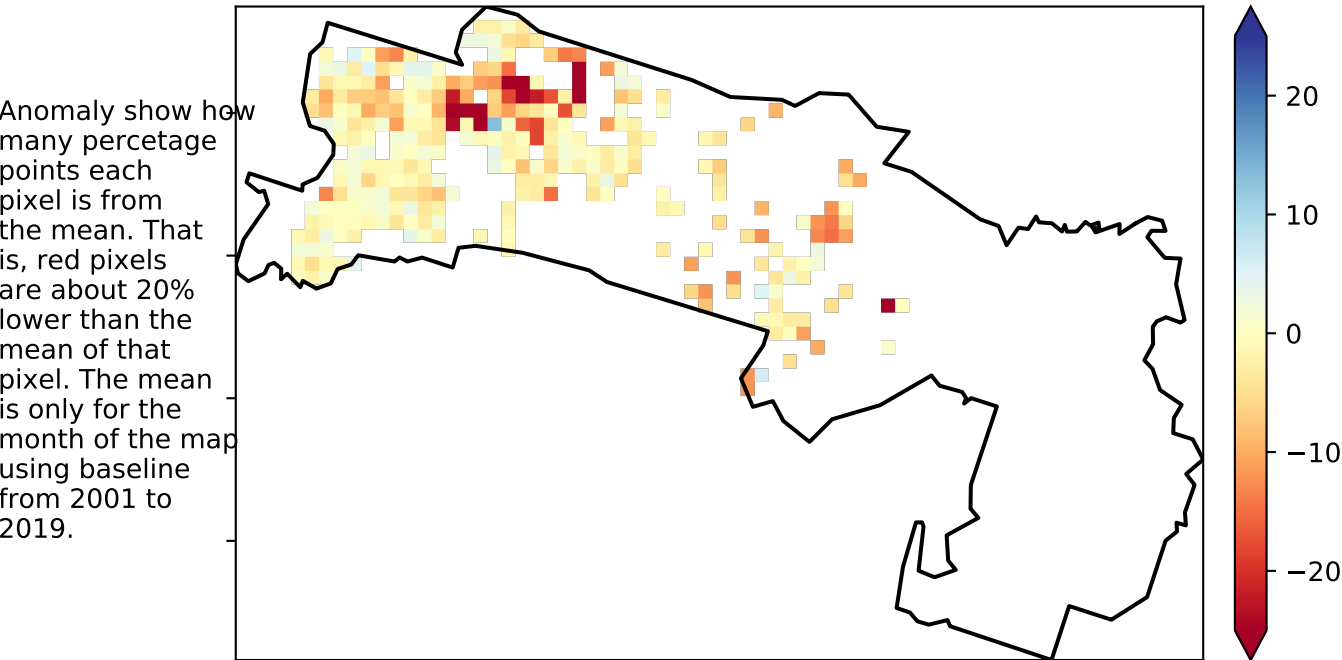 Anomaly show how
many percetage
points each
pixel is from
the mean. That
is, red pixels
are about 20%
lower than the
mean of that
pixel. The mean
is only for the
month of the map
using baseline
from 2001 to
2019.
20
10
0
−10
−20